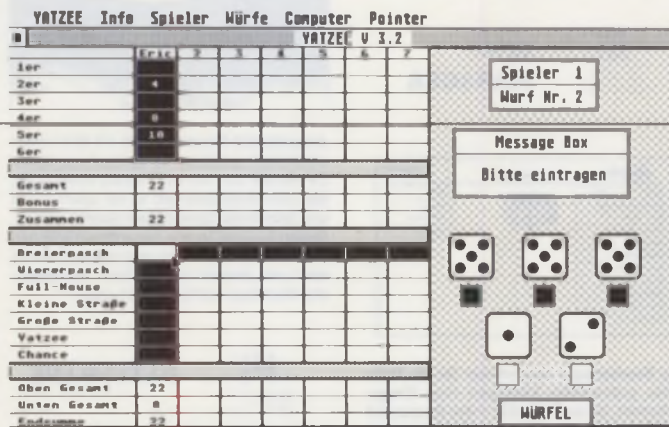 YATZEE Info Spieler Würfe Computer Pointer
YATZEE V 3.2
Eric 2 3 4 5 6 7
1er
2er 4
3er
4er 8
5er 10
6er
Gesamt 22
Bonus
Zusammen 22
Dreierpasch
Viererpasch
Full-House
Kleine Straße
Große Straße
Yatzee
Chance
Oben Gesamt 22
Unten Gesamt 0
Endsumme 22
Spieler 1
Wurf Nr. 2
Message Box
Bitte eintragen
WÜRFEL